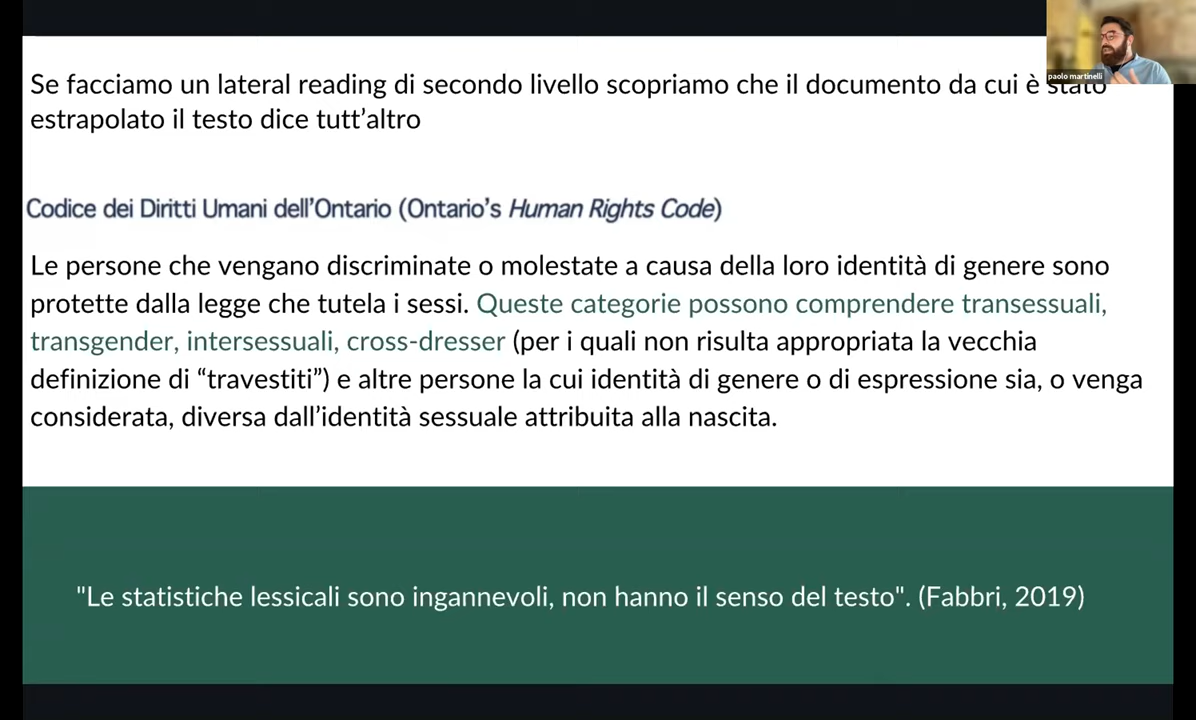 paolo martinelli
Se facciamo un lateral reading di secondo livello scopriamo che il documento da cui è stato
estrapolato il testo dice tutt’altro
Codice dei Diritti Umani dell’Ontario (Ontario’s Human Rights Code)
Le persone che vengano discriminate o molestate a causa della loro identità di genere sono
protette dalla legge che tutela i sessi. Queste categorie possono comprendere transessuali,
transgender, intersessuali, cross-dresser (per i quali non risulta appropriata la vecchia
definizione di “travestiti”) e altre persone la cui identità di genere o di espressione sia, o venga
considerata, diversa dall’identità sessuale attribuita alla nascita.
"Le statistiche lessicali sono ingannevoli, non hanno il senso del testo". (Fabbri, 2019)